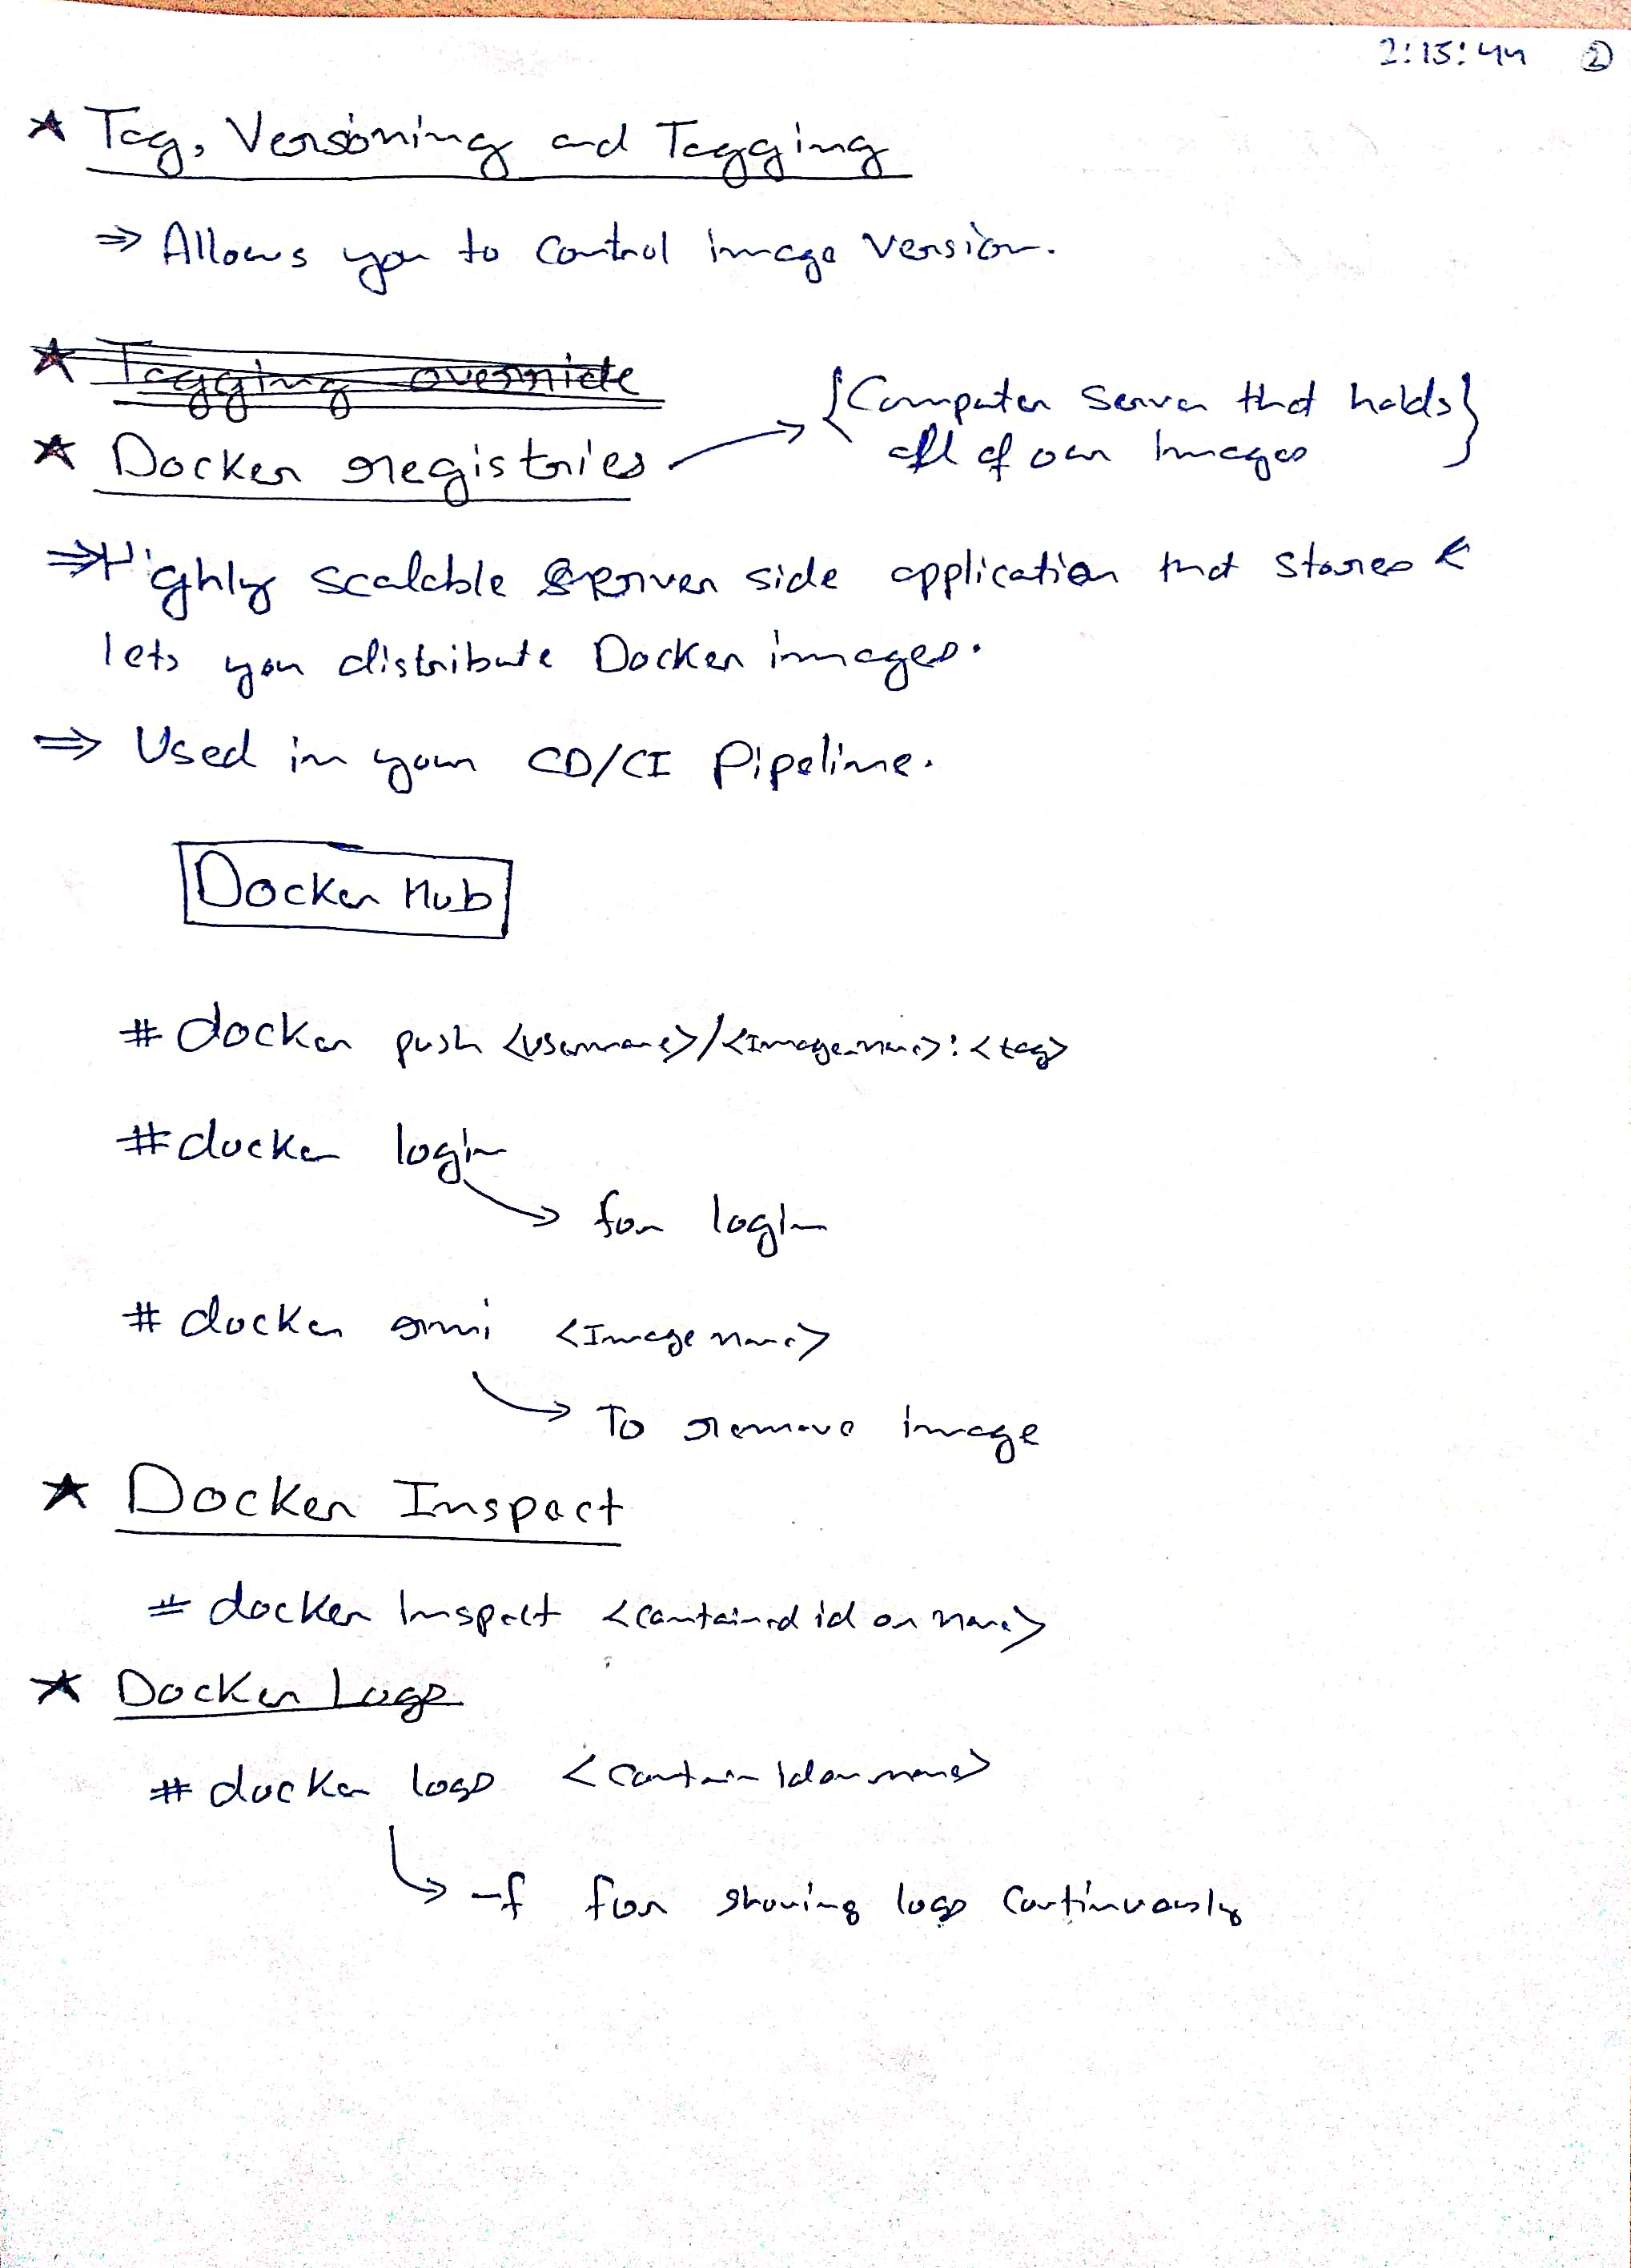 2:15:44 ②
★ Tag, Versioning and Tagging
⇒ Allows you to Control image version.
★ Tagging override
★ Docker registries → {Computer Server that holds
all of our Images}
⇒ Highly scalable server side application that stores &
lets you distribute Docker images.
⇒ Used in your CD/CI Pipeline.
Docker Hub
# docker push <username>/<Image_name>:<tag>
# docker login
→ for login
# docker rmi <Image name>
→ To remove image
★ Docker Inspect
# docker Inspect <contained id or name>
★ Docker Logs
# docker logs <contain Id or name>
→ -f for showing logs Continuously